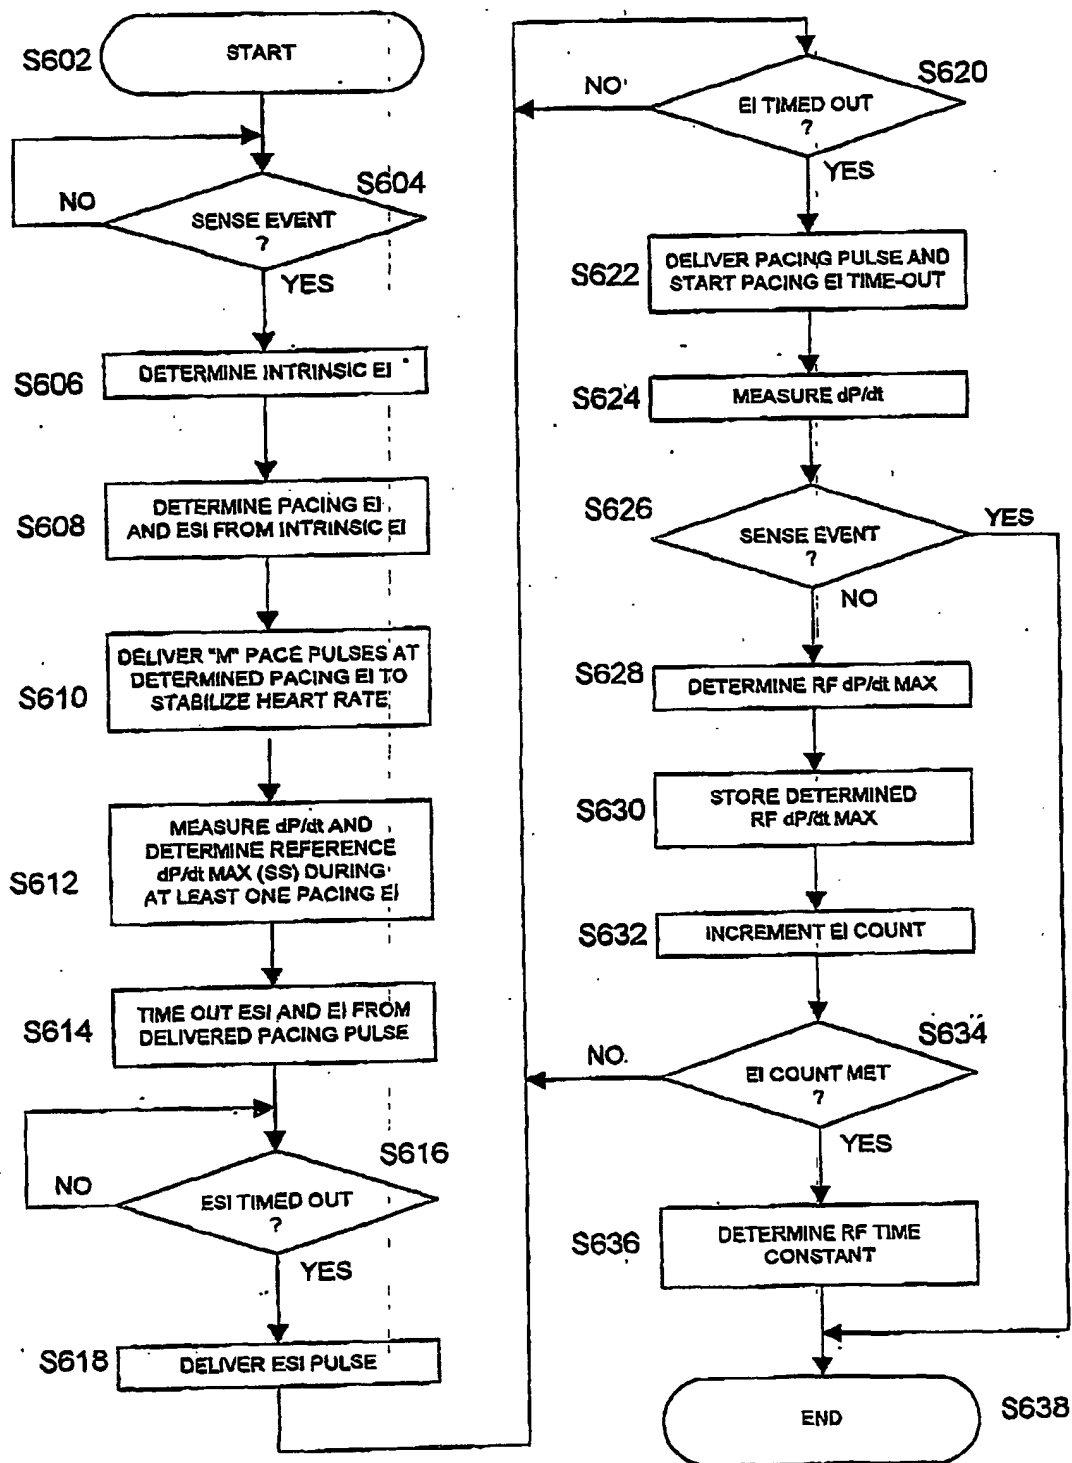 S602
START
S604
NO
SENSE EVENT
?
YES
S606
DETERMINE INTRINSIC EI
S608
DETERMINE PACING EI
AND ESI FROM INTRINSIC EI
S610
DELIVER "M" PACE PULSES AT
DETERMINED PACING EI TO
STABILIZE HEART RATE
S612
MEASURE dP/dt AND
DETERMINE REFERENCE
dP/dt MAX (SS) DURING
AT LEAST ONE PACING EI
S614
TIME OUT ESI AND EI FROM
DELIVERED PACING PULSE
S616
NO
ESI TIMED OUT
?
YES
S618
DELIVER ESI PULSE
S620
NO
EI TIMED OUT
?
YES
S622
DELIVER PACING PULSE AND
START PACING EI TIME-OUT
S624
MEASURE dP/dt
S626
YES
SENSE EVENT
?
NO
S628
DETERMINE RF dP/dt MAX
S630
STORE DETERMINED
RF dP/dt MAX
S632
INCREMENT EI COUNT
S634
NO
EI COUNT MET
?
YES
S636
DETERMINE RF TIME
CONSTANT
END
S638